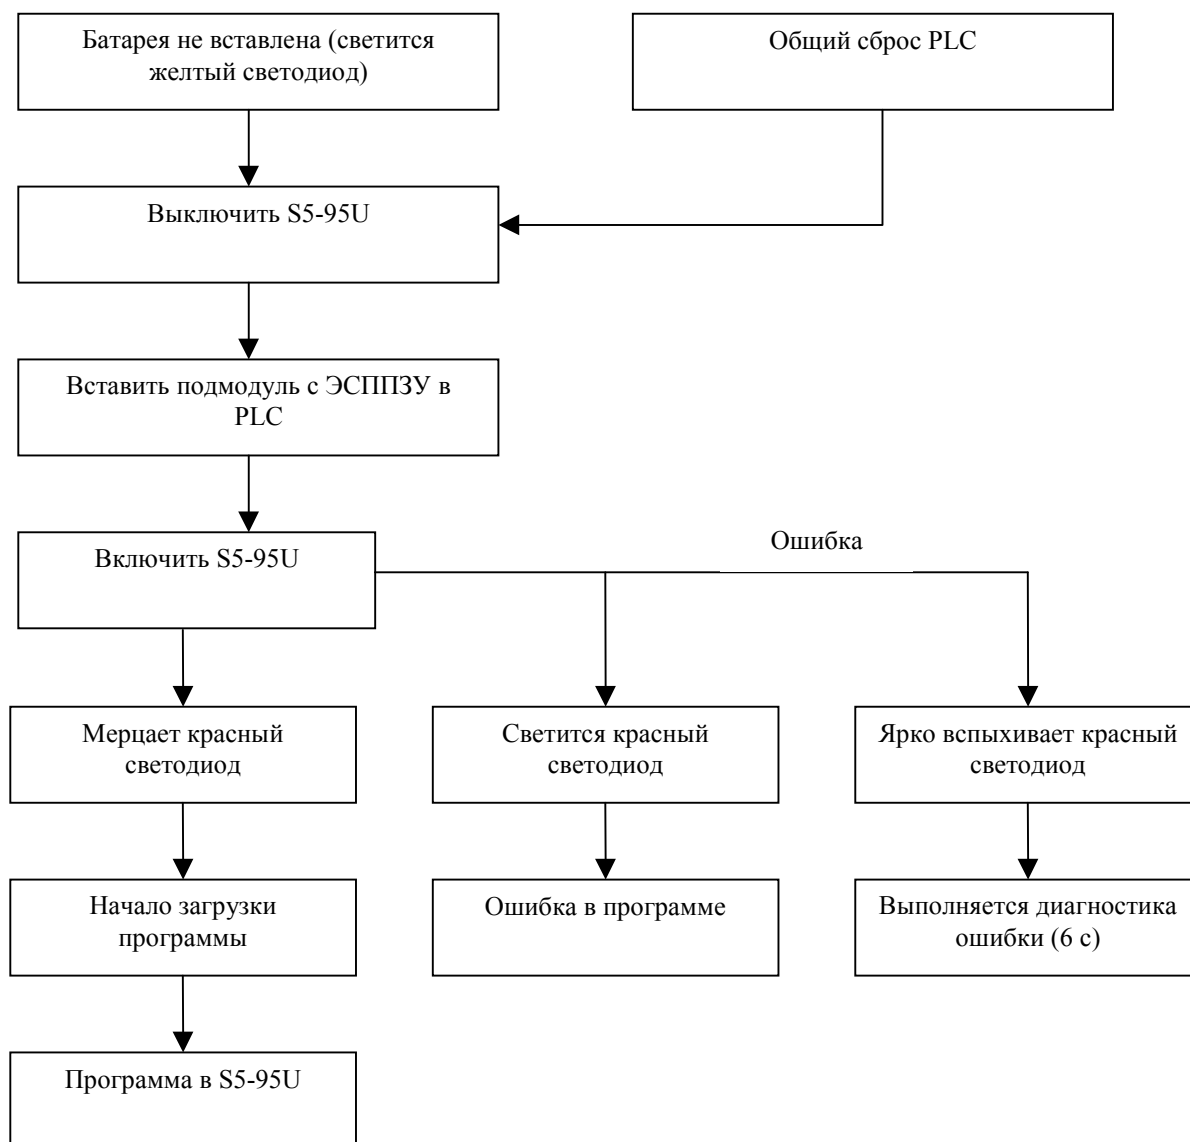 Батарея не вставлена (светится
желтый светодиод)
Общий сброс PLC
Выключить S5-95U
Вставить подмодуль с ЭСППЗУ в
PLC
Включить S5-95U
Ошибка
Мерцает красный
светодиод
Светится красный
светодиод
Ярко вспыхивает красный
светодиод
Начало загрузки
программы
Ошибка в программе
Выполняется диагностика
ошибки (6 с)
Программа в S5-95U